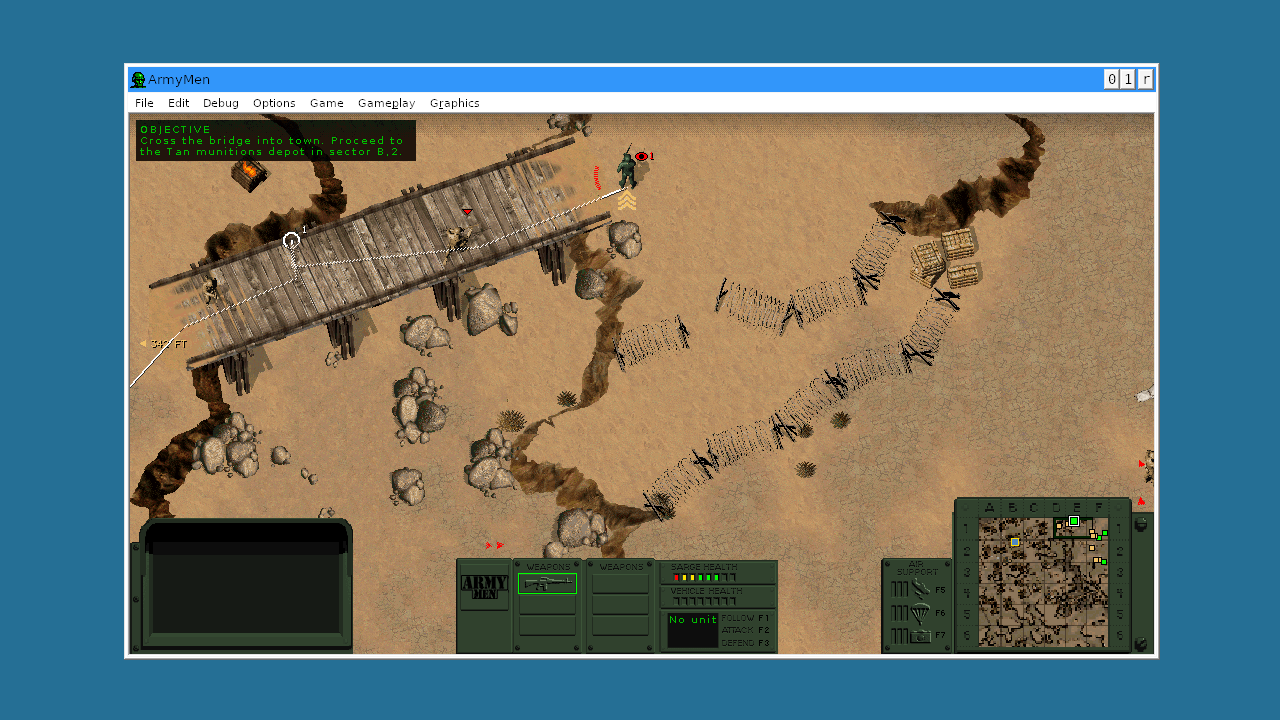 ArmyMen
0 1 r
File Edit Debug Options Game Gameplay Graphics
OBJECTIVE
Cross the bridge into town. Proceed to
the Tan munitions depot in sector B,2.
1
1
342 FT
ARMY
MEN
WEAPONS
WEAPONS
SARGE HEALTH
VEHICLE HEALTH
No unit
FOLLOW F1
ATTACK F2
DEFEND F3
AIR
SUPPORT
F5
F6
F7
A B C D E F
1 1
2 2
3 3
4 4
5 5
6 6